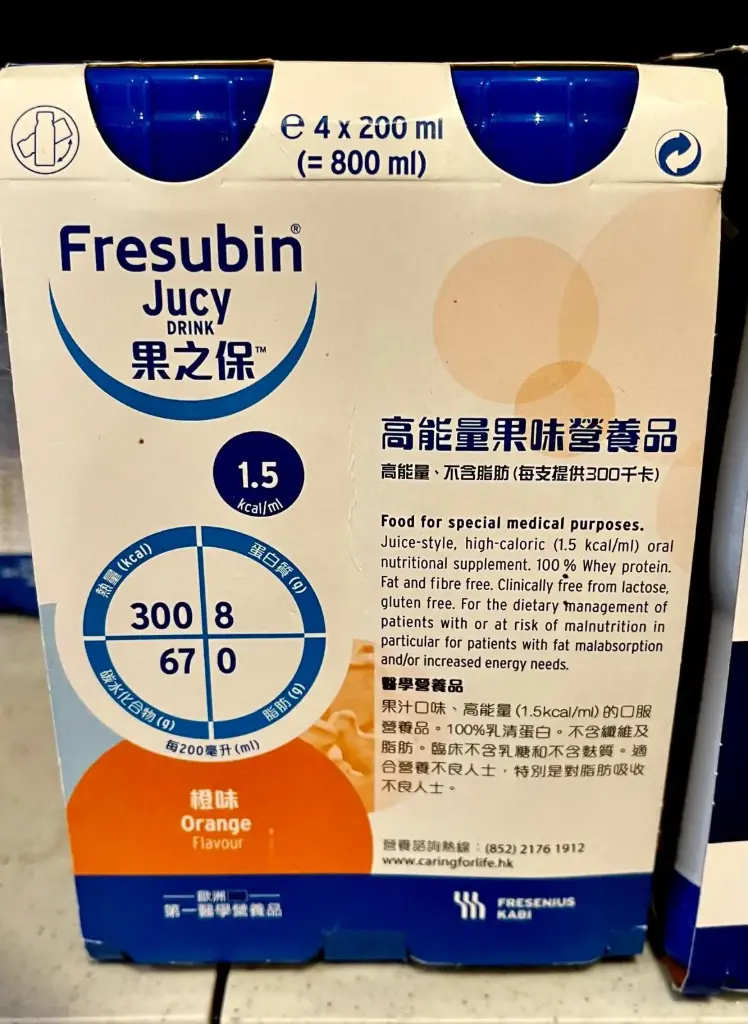 e 4 x 200 ml
(= 800 ml)
Fresubin®
Jucy
DRINK
果之保™
1.5
kcal/ml
熱量 (kcal)
300
蛋白質 (g)
8
碳水化合物 (g)
67
脂肪 (g)
0
每200毫升 (ml)
橙味
Orange
Flavour
歐洲
第一醫學營養品
高能量果味營養品
高能量、不含脂肪 (每支提供300千卡)
Food for special medical purposes.
Juice-style, high-caloric (1.5 kcal/ml) oral
nutritional supplement. 100 % Whey protein.
Fat and fibre free. Clinically free from lactose,
gluten free. For the dietary management of
patients with or at risk of malnutrition in
particular for patients with fat malabsorption
and/or increased energy needs.
醫學營養品
果汁口味、高能量 (1.5kcal/ml) 的口服
營養品。100%乳清蛋白。不含纖維及
脂肪。臨床不含乳糖和不含麩質。適
合營養不良人士，特別是對脂肪吸收
不良人士。
營養諮詢熱線：(852) 2176 1912
www.caringforlife.hk
FRESENIUS
KABI